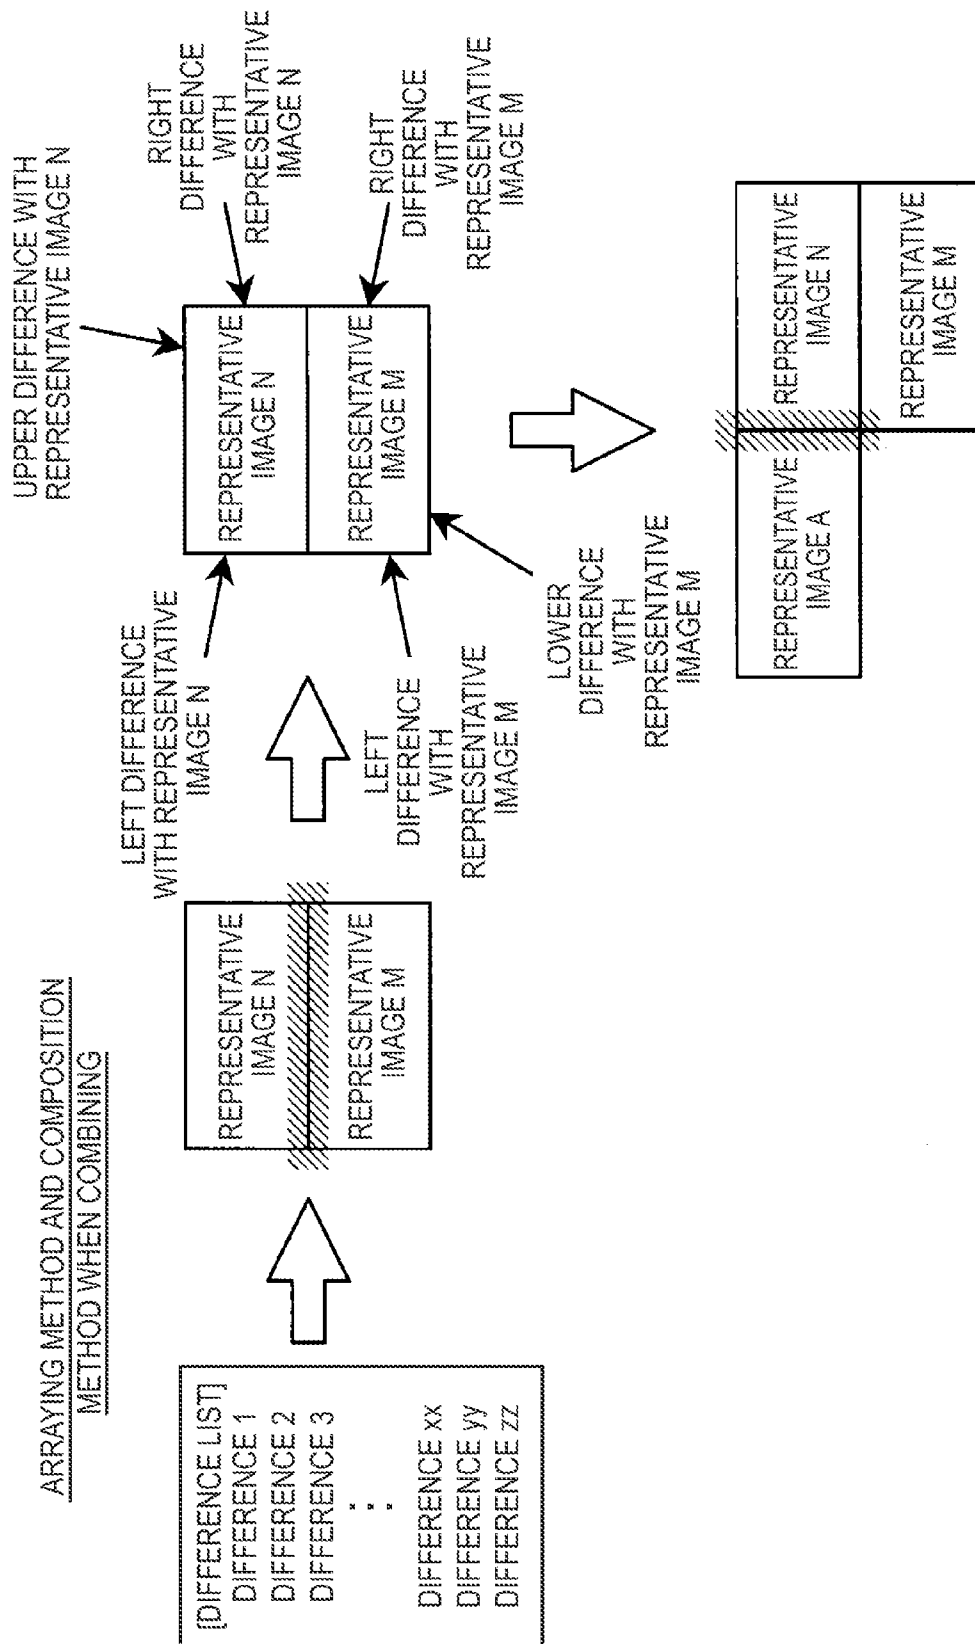 ARRAYING METHOD AND COMPOSITION
METHOD WHEN COMBINING
[DIFFERENCE LIST]
DIFFERENCE 1
DIFFERENCE 2
DIFFERENCE 3
DIFFERENCE xx
DIFFERENCE yy
DIFFERENCE zz
REPRESENTATIVE
IMAGE N
REPRESENTATIVE
IMAGE M
UPPER DIFFERENCE WITH
REPRESENTATIVE IMAGE N
LEFT DIFFERENCE
WITH REPRESENTATIVE
IMAGE N
LEFT
DIFFERENCE
WITH
REPRESENTATIVE
IMAGE M
REPRESENTATIVE
IMAGE N
REPRESENTATIVE
IMAGE M
RIGHT
DIFFERENCE
WITH
REPRESENTATIVE
IMAGE N
RIGHT
DIFFERENCE
WITH
REPRESENTATIVE
IMAGE M
LOWER
DIFFERENCE
WITH
REPRESENTATIVE
IMAGE M
REPRESENTATIVE
IMAGE A
REPRESENTATIVE
IMAGE N
REPRESENTATIVE
IMAGE M